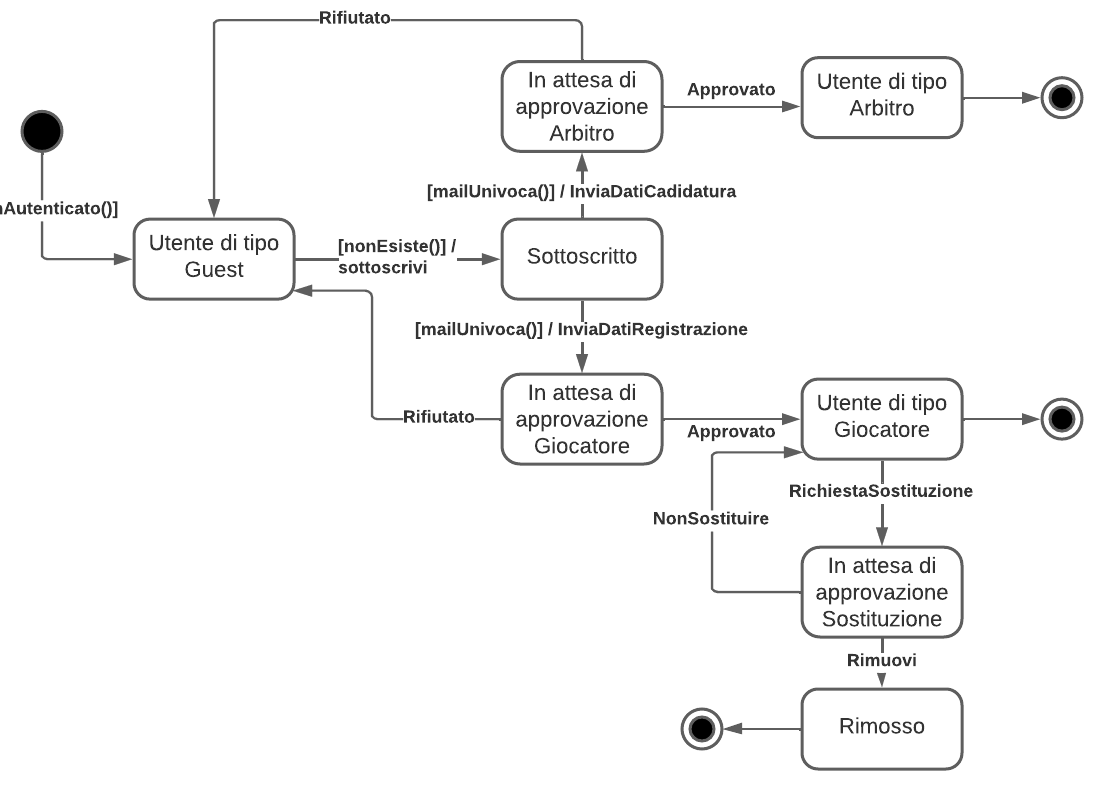 Rifiutato
In attesa di
approvazione
Arbitro
Approvato
Utente di tipo
Arbitro
[mailUnivoca()] / InviaDatiCadidatura
Autenticato()]
Utente di tipo
Guest
[nonEsiste()] /
sottoscrivi
Sottoscritto
[mailUnivoca()] / InviaDatiRegistrazione
In attesa di
approvazione
Giocatore
Rifiutato
Approvato
Utente di tipo
Giocatore
RichiestaSostituzione
NonSostituire
In attesa di
approvazione
Sostituzione
Rimuovi
Rimosso